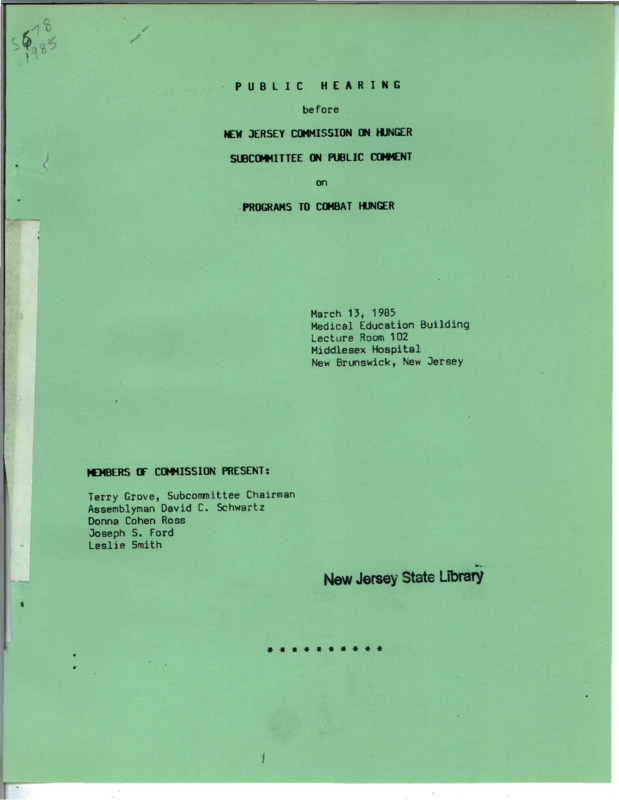 S578
1985
PUBLIC HEARING
before
NEW JERSEY COMMISSION ON HUNGER
SUBCOMMITTEE ON PUBLIC COMMENT
on
PROGRAMS TO COMBAT HUNGER
March 13, 1985
Medical Education Building
Lecture Room 102
Middlesex Hospital
New Brunswick, New Jersey
MEMBERS OF COMMISSION PRESENT:
Terry Grove, Subcommittee Chairman
Assemblyman David C. Schwartz
Donna Cohen Ross
Joseph S. Ford
Leslie Smith
New Jersey State Library
* * * * * * * * * *